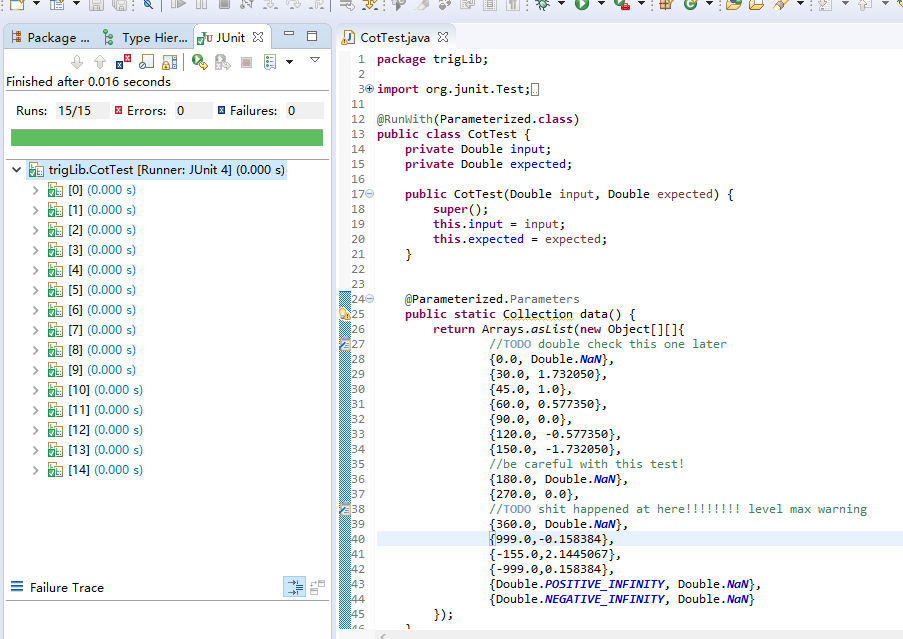 Package ...
Type Hier...
JUnit
Finished after 0.016 seconds
Runs: 15/15
Errors: 0
Failures: 0
trigLib.CotTest [Runner: JUnit 4] (0.000 s)
[0] (0.000 s)
[1] (0.000 s)
[2] (0.000 s)
[3] (0.000 s)
[4] (0.000 s)
[5] (0.000 s)
[6] (0.000 s)
[7] (0.000 s)
[8] (0.000 s)
[9] (0.000 s)
[10] (0.000 s)
[11] (0.000 s)
[12] (0.000 s)
[13] (0.000 s)
[14] (0.000 s)
Failure Trace
CotTest.java
1 package trigLib;
2
3 import org.junit.Test;
11
12 @RunWith(Parameterized.class)
13 public class CotTest {
14 private Double input;
15 private Double expected;
16
17 public CotTest(Double input, Double expected) {
18 super();
19 this.input = input;
20 this.expected = expected;
21 }
22
23
24 @Parameterized.Parameters
25 public static Collection data() {
26 return Arrays.asList(new Object[][]{
27 //TODO double check this one later
28 {0.0, Double.NaN},
29 {30.0, 1.732050},
30 {45.0, 1.0},
31 {60.0, 0.577350},
32 {90.0, 0.0},
33 {120.0, -0.577350},
34 {150.0, -1.732050},
35 //be careful with this test!
36 {180.0, Double.NaN},
37 {270.0, 0.0},
38 //TODO shit happened at here!!!!!!!! level max warning
39 {360.0, Double.NaN},
40 {999.0,-0.158384},
41 {-155.0,2.1445067},
42 {-999.0,0.158384},
43 {Double.POSITIVE_INFINITY, Double.NaN},
44 {Double.NEGATIVE_INFINITY, Double.NaN}
45 });
46 }